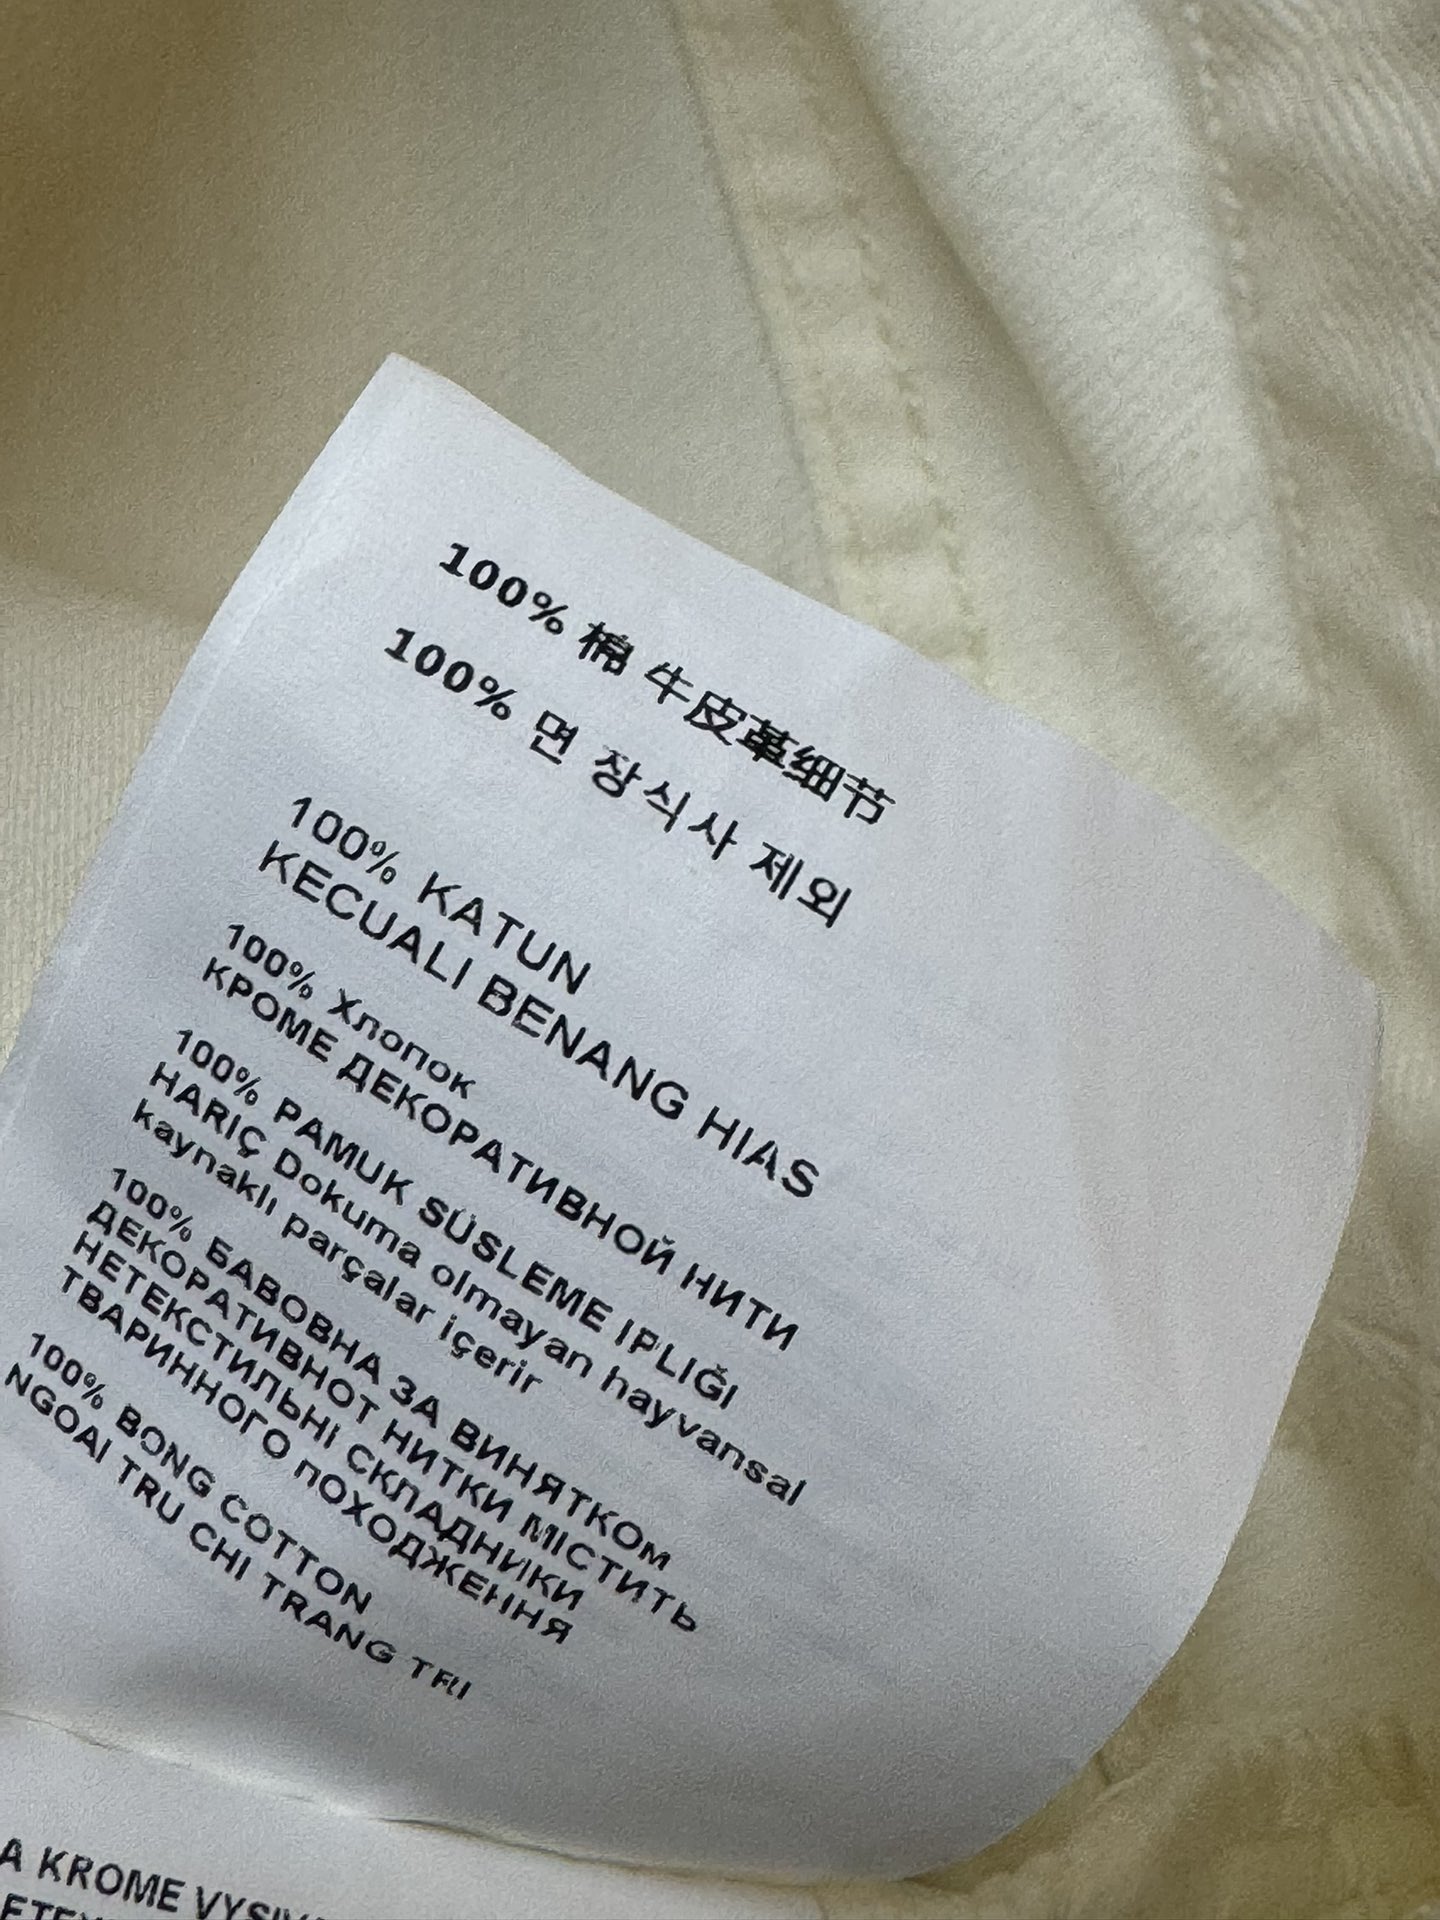 100% 棉 牛皮革细节
100% 면 장식사 제외
100% KATUN
KECUALI BENANG HIAS
100% Хлопок
КРОМЕ ДЕКОРАТИВНОЙ НИТИ
100% PAMUK SÜSLEME IPLIĞI
HARIÇ Dokuma olmayan hayvansal
kaynaklı parçalar içerir
100% БАВОВНА ЗА ВИНЯТКОм
ДЕКОРАТИВНОТ НИТКИ МІСТИТЬ
НЕТЕКСТИЛЬНІ СКЛАДНИКИ
ТВАРИННОГО ПОХОДЖЕННЯ
100% BONG COTTON
NGOAI TRU CHI TRANG TRI
A KROME